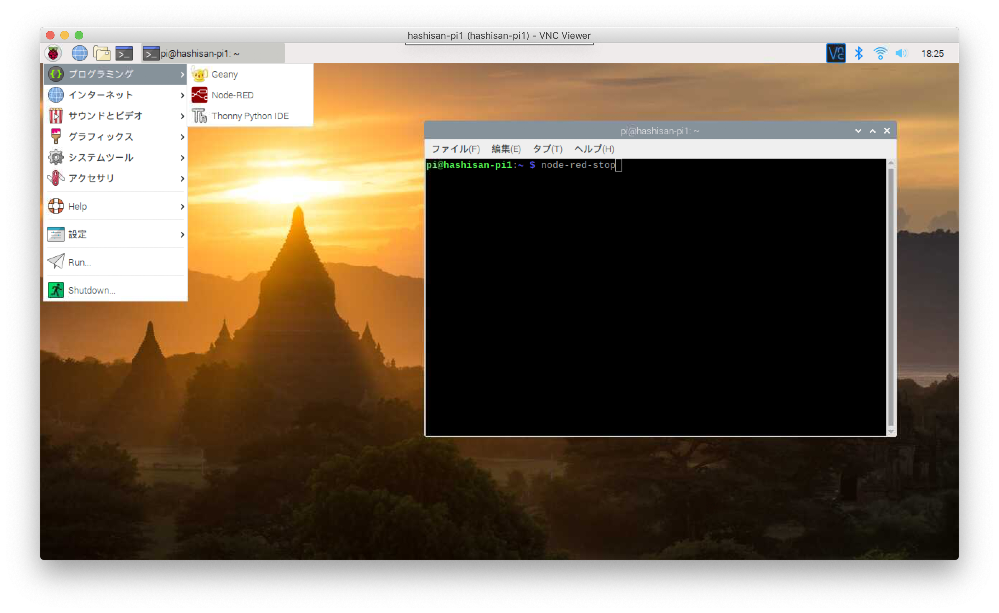 hashisan-pi1 (hashisan-pi1) - VNC Viewer
pi@hashisan-pi1: ~
18:25
プログラミング
インターネット
サウンドとビデオ
グラフィックス
システムツール
アクセサリ
Help
設定
Run...
Shutdown...
Geany
Node-RED
Thonny Python IDE
pi@hashisan-pi1: ~
ファイル(F) 編集(E) タブ(T) ヘルプ(H)
pi@hashisan-pi1:~ $ node-red-stop